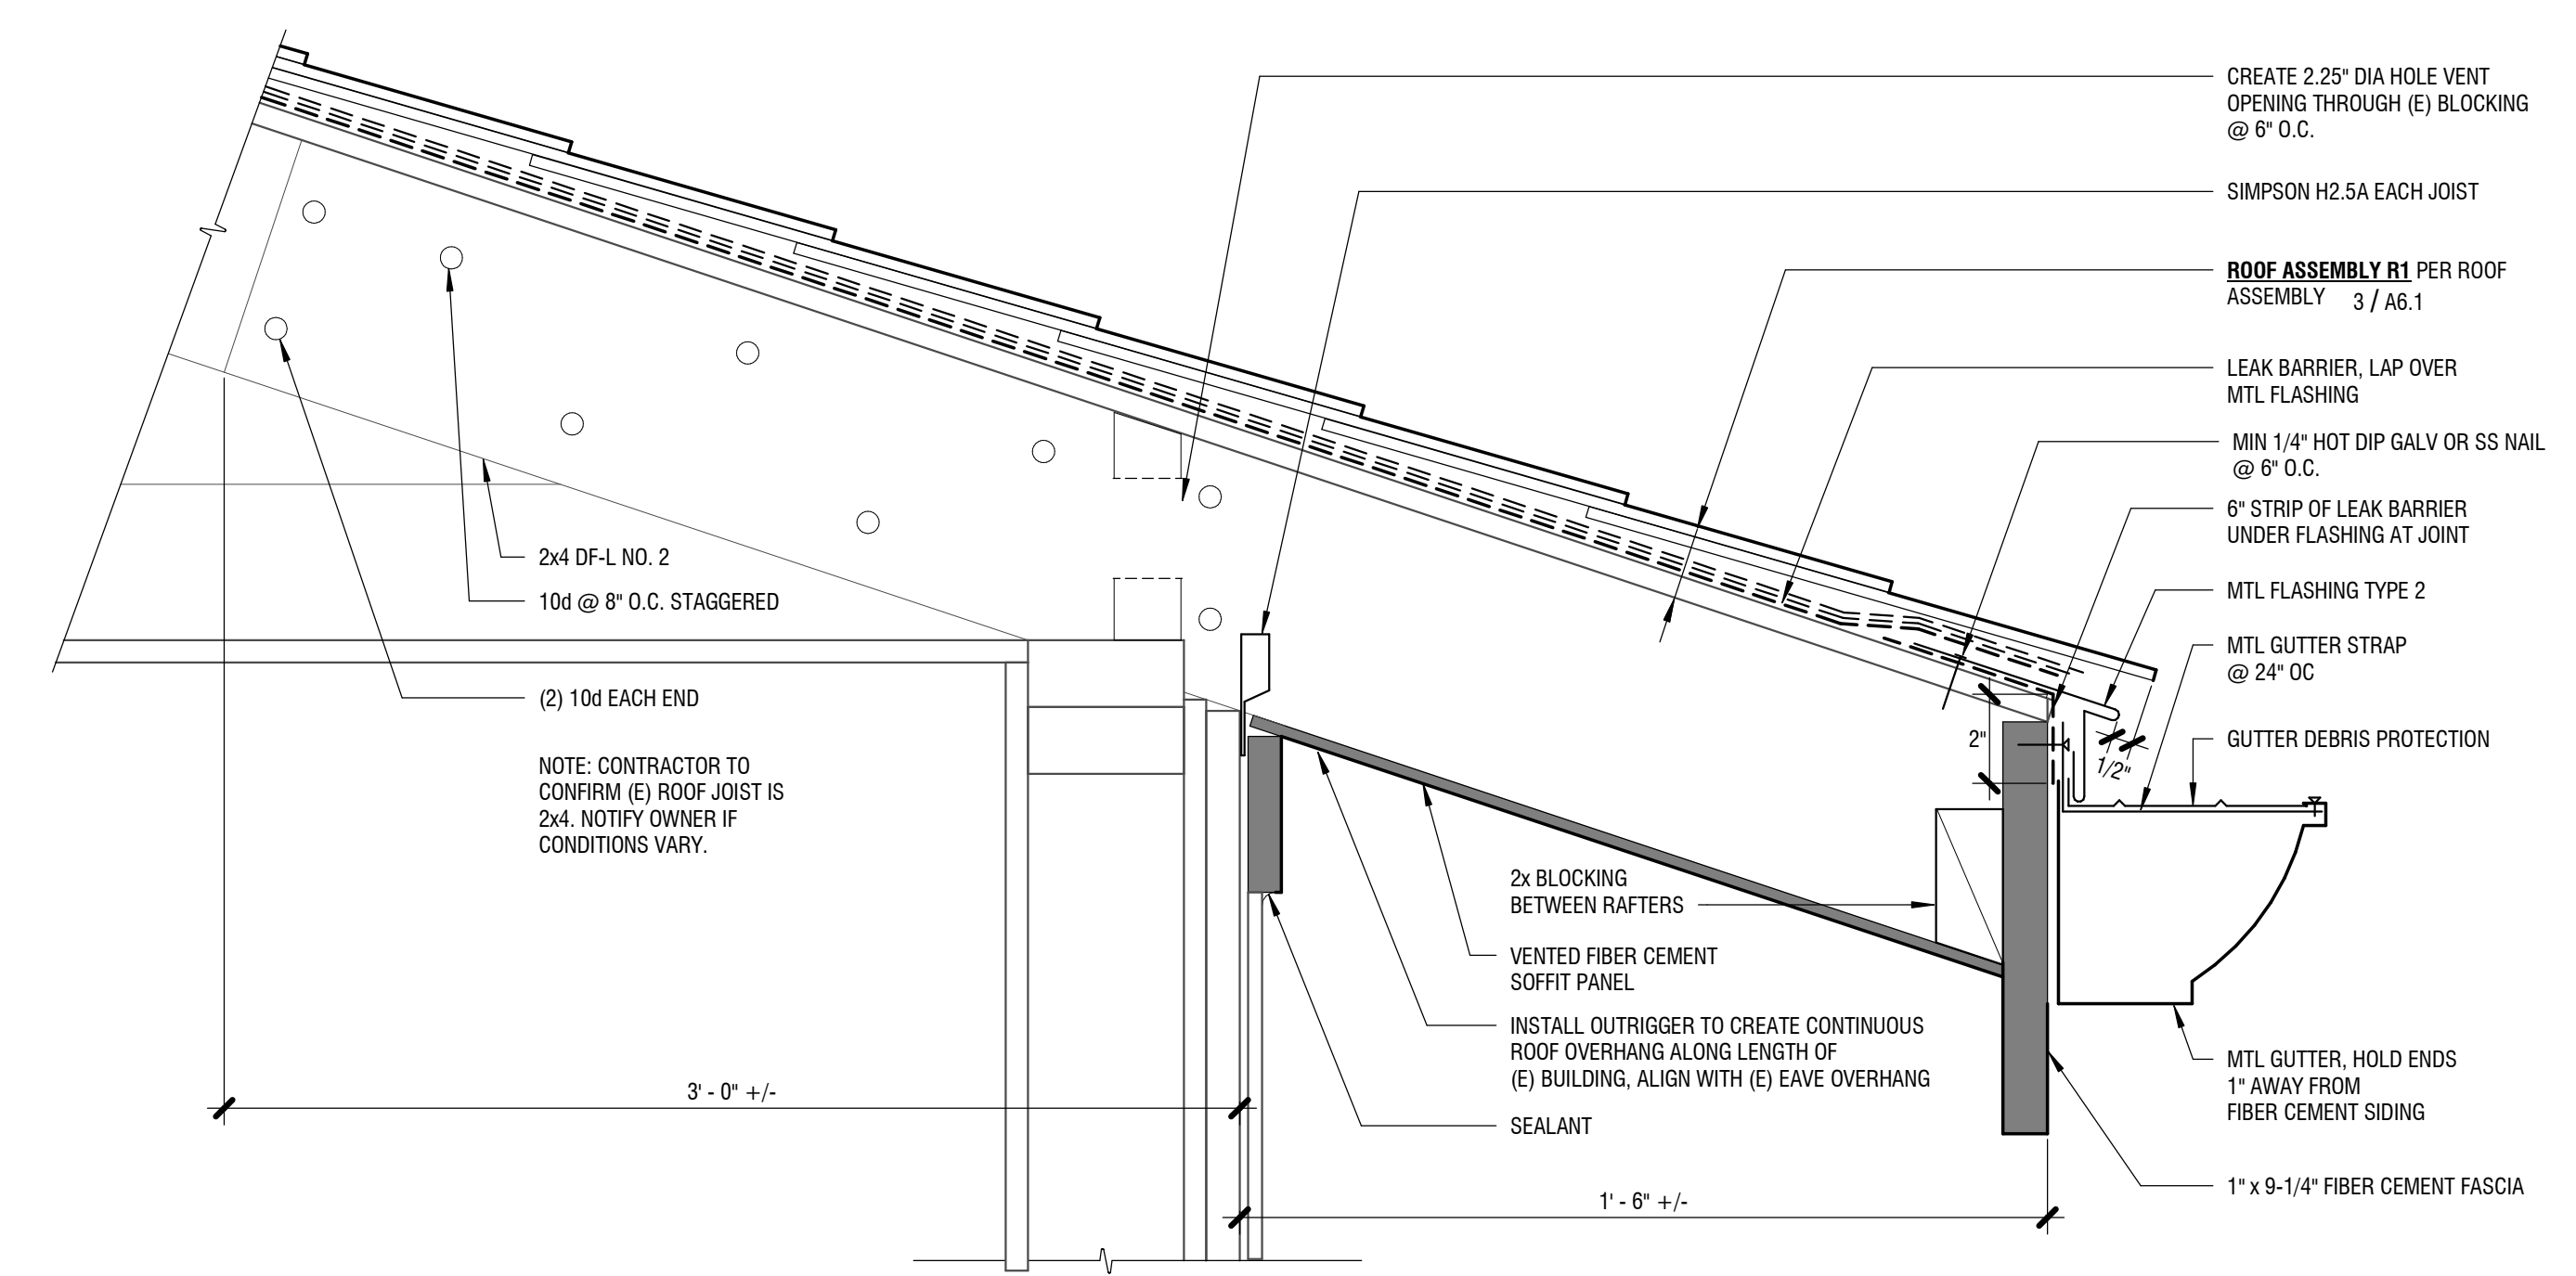 CREATE 2.25" DIA HOLE VENT
OPENING THROUGH (E) BLOCKING
@ 6" O.C.
SIMPSON H2.5A EACH JOIST
ROOF ASSEMBLY R1 PER ROOF
ASSEMBLY 3 / A6.1
LEAK BARRIER, LAP OVER
MTL FLASHING
MIN 1/4" HOT DIP GALV OR SS NAIL
@ 6" O.C.
6" STRIP OF LEAK BARRIER
UNDER FLASHING AT JOINT
MTL FLASHING TYPE 2
MTL GUTTER STRAP
@ 24" OC
GUTTER DEBRIS PROTECTION
2"
1/2"
2x4 DF-L NO. 2
10d @ 8" O.C. STAGGERED
(2) 10d EACH END
NOTE: CONTRACTOR TO
CONFIRM (E) ROOF JOIST IS
2x4. NOTIFY OWNER IF
CONDITIONS VARY.
2x BLOCKING
BETWEEN RAFTERS
VENTED FIBER CEMENT
SOFFIT PANEL
INSTALL OUTRIGGER TO CREATE CONTINUOUS
ROOF OVERHANG ALONG LENGTH OF
(E) BUILDING, ALIGN WITH (E) EAVE OVERHANG
SEALANT
MTL GUTTER, HOLD ENDS
1" AWAY FROM
FIBER CEMENT SIDING
1" x 9-1/4" FIBER CEMENT FASCIA
3' - 0" +/-
1' - 6" +/-